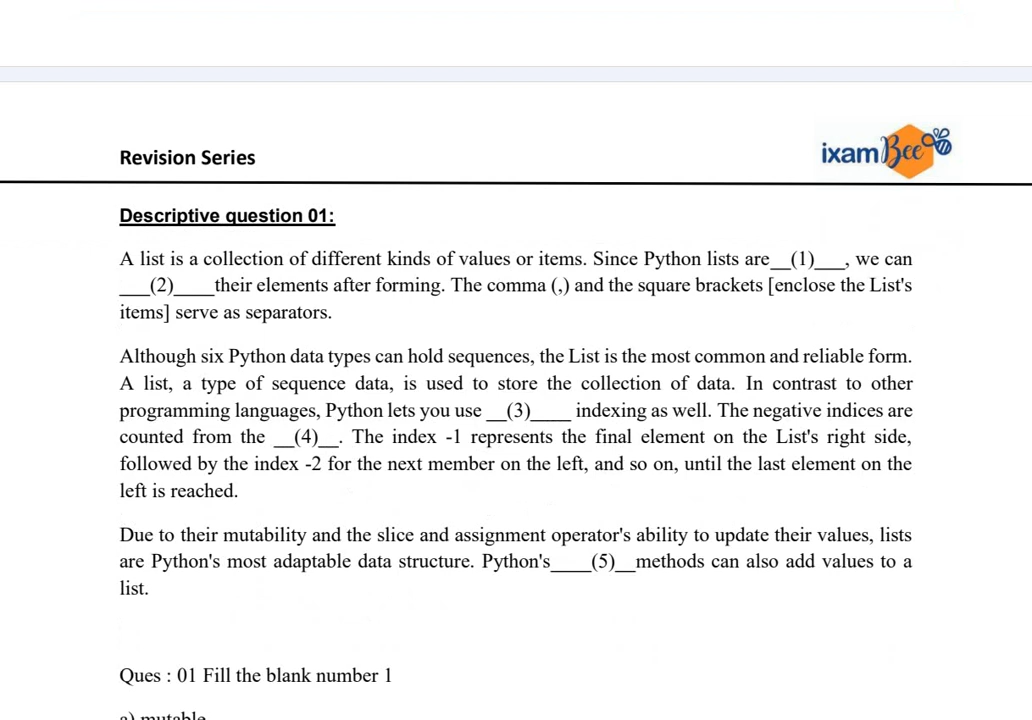 Revision Series
ixamBee
Descriptive question 01:
A list is a collection of different kinds of values or items. Since Python lists are__(1)___, we can
___(2)____their elements after forming. The comma (,) and the square brackets [enclose the List's
items] serve as separators.
Although six Python data types can hold sequences, the List is the most common and reliable form.
A list, a type of sequence data, is used to store the collection of data. In contrast to other
programming languages, Python lets you use __(3)____ indexing as well. The negative indices are
counted from the __(4)__. The index -1 represents the final element on the List's right side,
followed by the index -2 for the next member on the left, and so on, until the last element on the
left is reached.
Due to their mutability and the slice and assignment operator's ability to update their values, lists
are Python's most adaptable data structure. Python's____(5)__methods can also add values to a
list.
Ques : 01 Fill the blank number 1
a) mutable